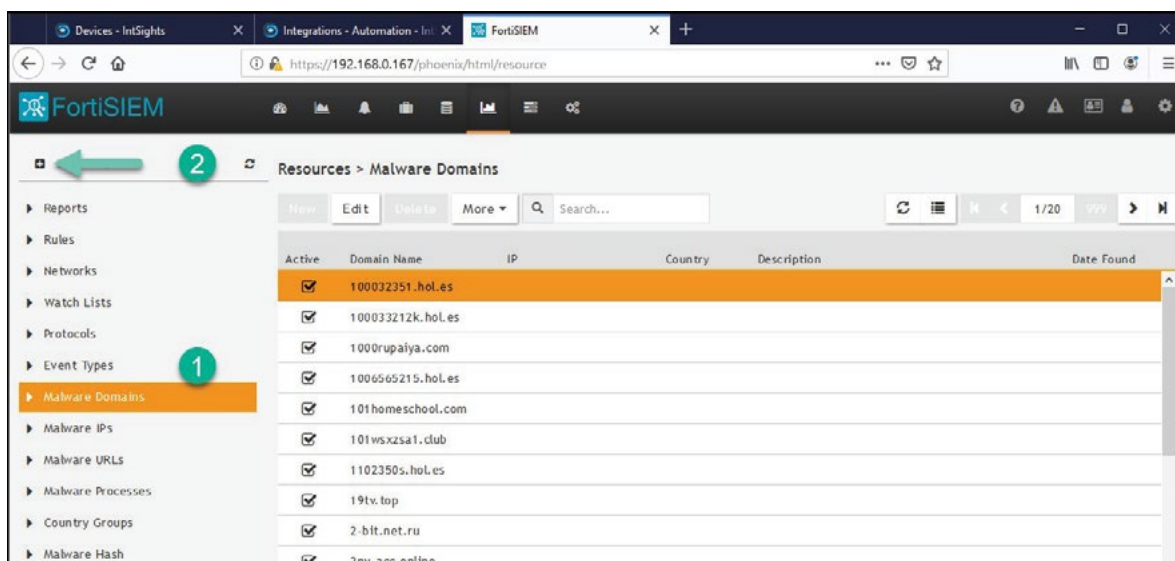 Devices - IntSights
Integrations - Automation - Int
FortiSIEM
https://192.168.0.167/phoenix/html/resource
FortiSIEM
2
Resources > Malware Domains
New Edit Delete More Search... 1/20 999
Reports
Rules
Networks
Watch Lists
Protocols
Event Types
1
Malware Domains
Malware IPs
Malware URLs
Malware Processes
Country Groups
Malware Hash
Active Domain Name IP Country Description Date Found
100032351.hol.es
100033212k.hol.es
1000rupaiya.com
1006565215.hol.es
101homeschool.com
101wsxzsa1.club
1102350s.hol.es
19tv.top
2-bit.net.ru